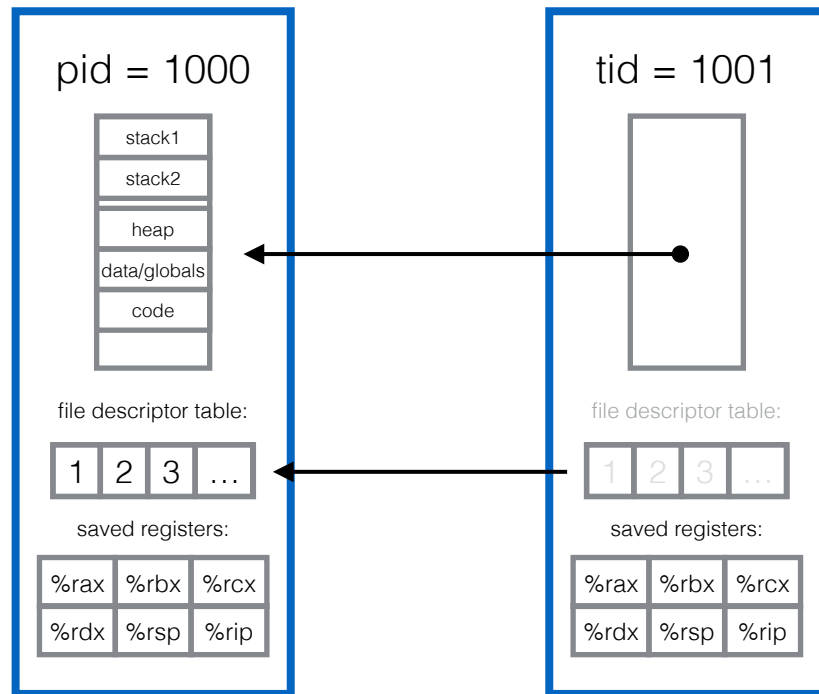 pid = 1000
stack1
stack2
heap
data/globals
code
file descriptor table:
1 2 3 ...
saved registers:
%rax %rbx %rcx
%rdx %rsp %rip
tid = 1001
file descriptor table:
1 2 3 ...
saved registers:
%rax %rbx %rcx
%rdx %rsp %rip